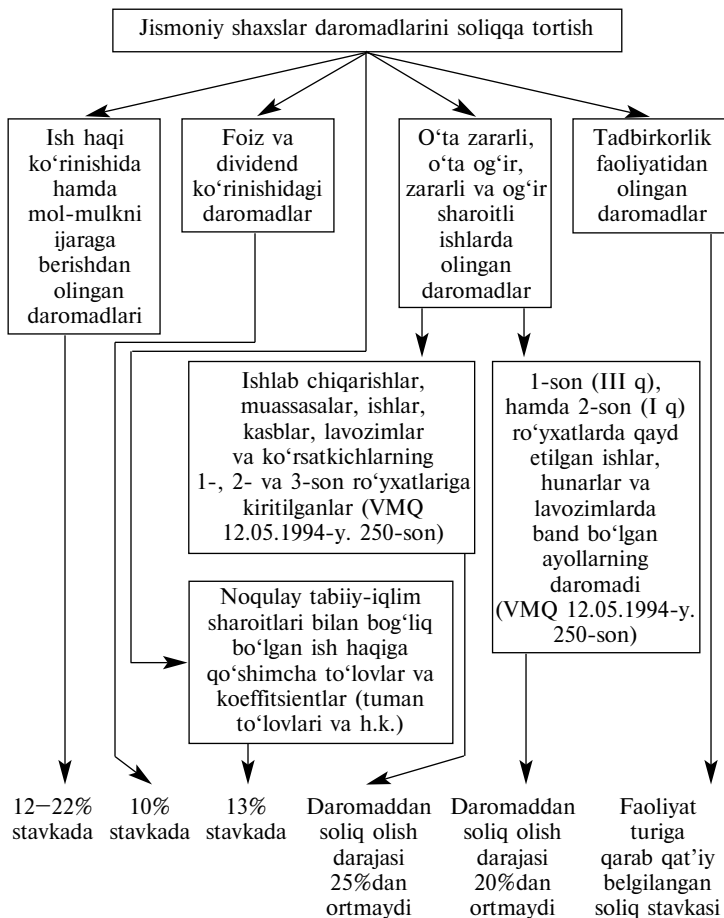 Jismoniy shaxslar daromadlarini soliqqa tortish
Ish haqi
ko‘rinishida
hamda
mol-mulkni
ijaraga
berishdan
olingan
daromadlari
Foiz va
dividend
ko‘rinishidagi
daromadlar
O‘ta zararli,
o‘ta og‘ir,
zararli va og‘ir
sharoitli
ishlarda
olingan
daromadlar
Tadbirkorlik
faoliyatidan
olingan
daromadlar
Ishlab chiqarishlar,
muassasalar, ishlar,
kasblar, lavozimlar
va ko‘rsatkichlarning
1-, 2- va 3-son ro‘yxatlariga
kiritilganlar (VMQ
12.05.1994-y. 250-son)
1-son (III q),
hamda 2-son (I q)
ro‘yxatlarda qayd
etilgan ishlar,
hunarlar va
lavozimlarda
band bo‘lgan
ayollarning
daromadi
(VMQ 12.05.1994-y.
250-son)
Noqulay tabiiy-iqlim
sharoitlari bilan bog‘liq
bo‘lgan ish haqiga
qo‘shimcha to‘lovlar va
koeffitsientlar (tuman
to‘lovlari va h.k.)
12–22%
stavkada
10%
stavkada
13%
stavkada
Daromaddan
soliq olish
darajasi
25%dan
ortmaydi
Daromaddan
soliq olish
darajasi
20%dan
ortmaydi
Faoliyat
turiga
qarab qat’iy
belgilangan
soliq stavkasi